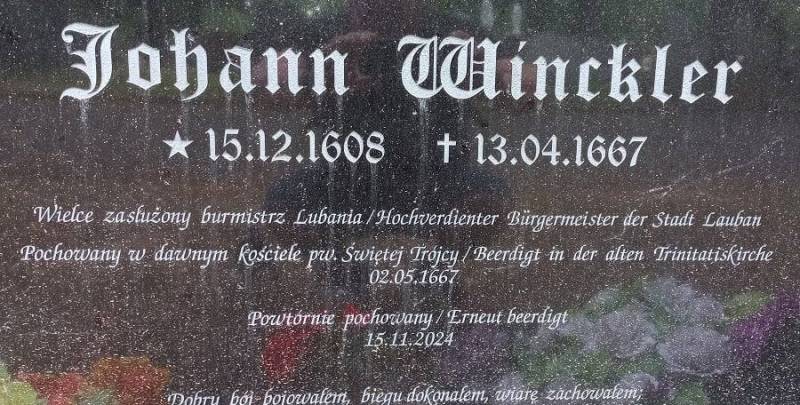 Johann Winckler
★ 15.12.1608 ✝ 13.04.1667
Wielce zasłużony burmistrz Lubania / Hochverdienter Bürgermeister der Stadt Lauban
Pochowany w dawnym kościele pw. Świętej Trójcy / Beerdigt in der alten Trinitatiskirche
02.05.1667
Powtórnie pochowany / Erneut beerdigt
15.11.2024
Dobry bój bojowałem, biegu dokonałem, wiarę zachowałem;